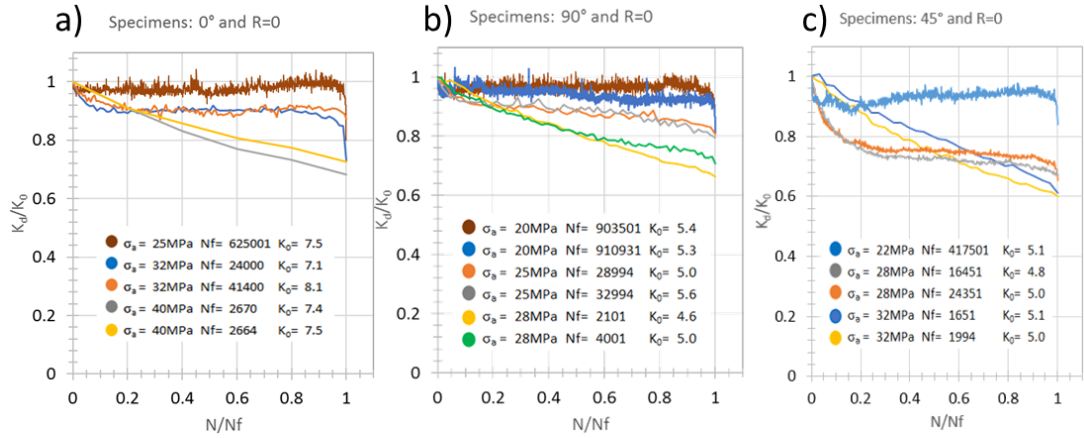 a)
Specimens: 0° and R=0
1
0.8
0.6
0.4
0.2
0
Kd/K0
σa = 25MPa Nf= 625001 K0= 7.5
σa = 32MPa Nf= 24000 K0= 7.1
σa = 32MPa Nf= 41400 K0= 8.1
σa = 40MPa Nf= 2670 K0= 7.4
σa = 40MPa Nf= 2664 K0= 7.5
0 0.2 0.4 0.6 0.8 1
N/Nf
b)
Specimens: 90° and R=0
1
0.8
0.6
0.4
0.2
0
Kd/K0
σa = 20MPa Nf= 903501 K0= 5.4
σa = 20MPa Nf= 910931 K0= 5.3
σa = 25MPa Nf= 28994 K0= 5.0
σa = 25MPa Nf= 32994 K0= 5.6
σa = 28MPa Nf= 2101 K0= 4.6
σa = 28MPa Nf= 4001 K0= 5.0
0 0.2 0.4 0.6 0.8 1
N/Nf
c)
Specimens: 45° and R=0
1
0.8
0.6
0.4
0.2
0
Kd/K0
σa = 22MPa Nf= 417501 K0= 5.1
σa = 28MPa Nf= 16451 K0= 4.8
σa = 28MPa Nf= 24351 K0= 5.0
σa = 32MPa Nf= 1651 K0= 5.1
σa = 32MPa Nf= 1994 K0= 5.0
0 0.2 0.4 0.6 0.8 1
N/Nf